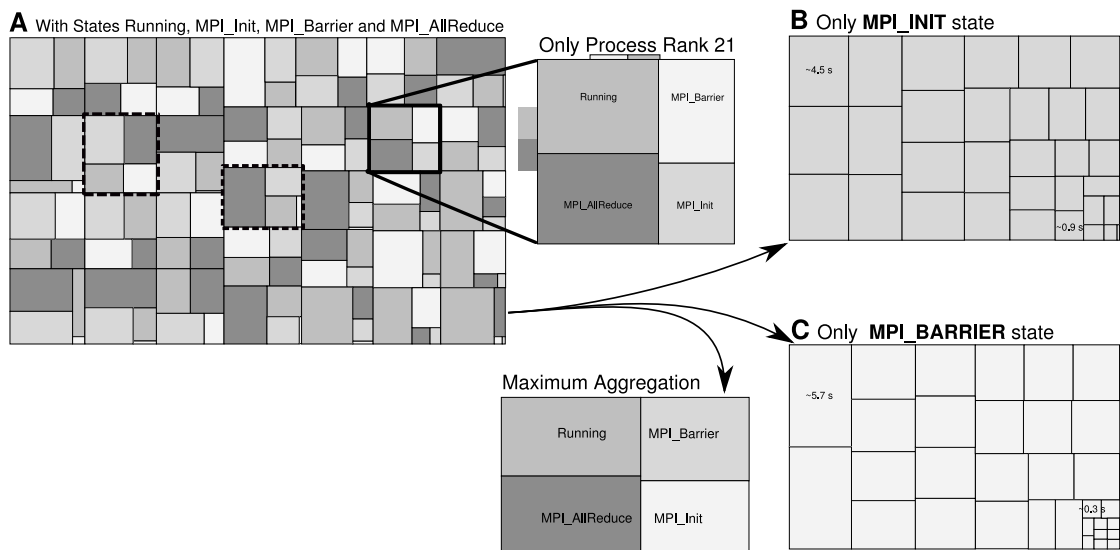 A With States Running, MPI_Init, MPI_Barrier and MPI_AllReduce
Only Process Rank 21
Running
MPI_Barrier
MPI_AllReduce
MPI_Init
B Only MPI_INIT state
~4.5 s
~0.9 s
C Only MPI_BARRIER state
~5.7 s
~0.3 s
Maximum Aggregation
Running
MPI_Barrier
MPI_AllReduce
MPI_Init